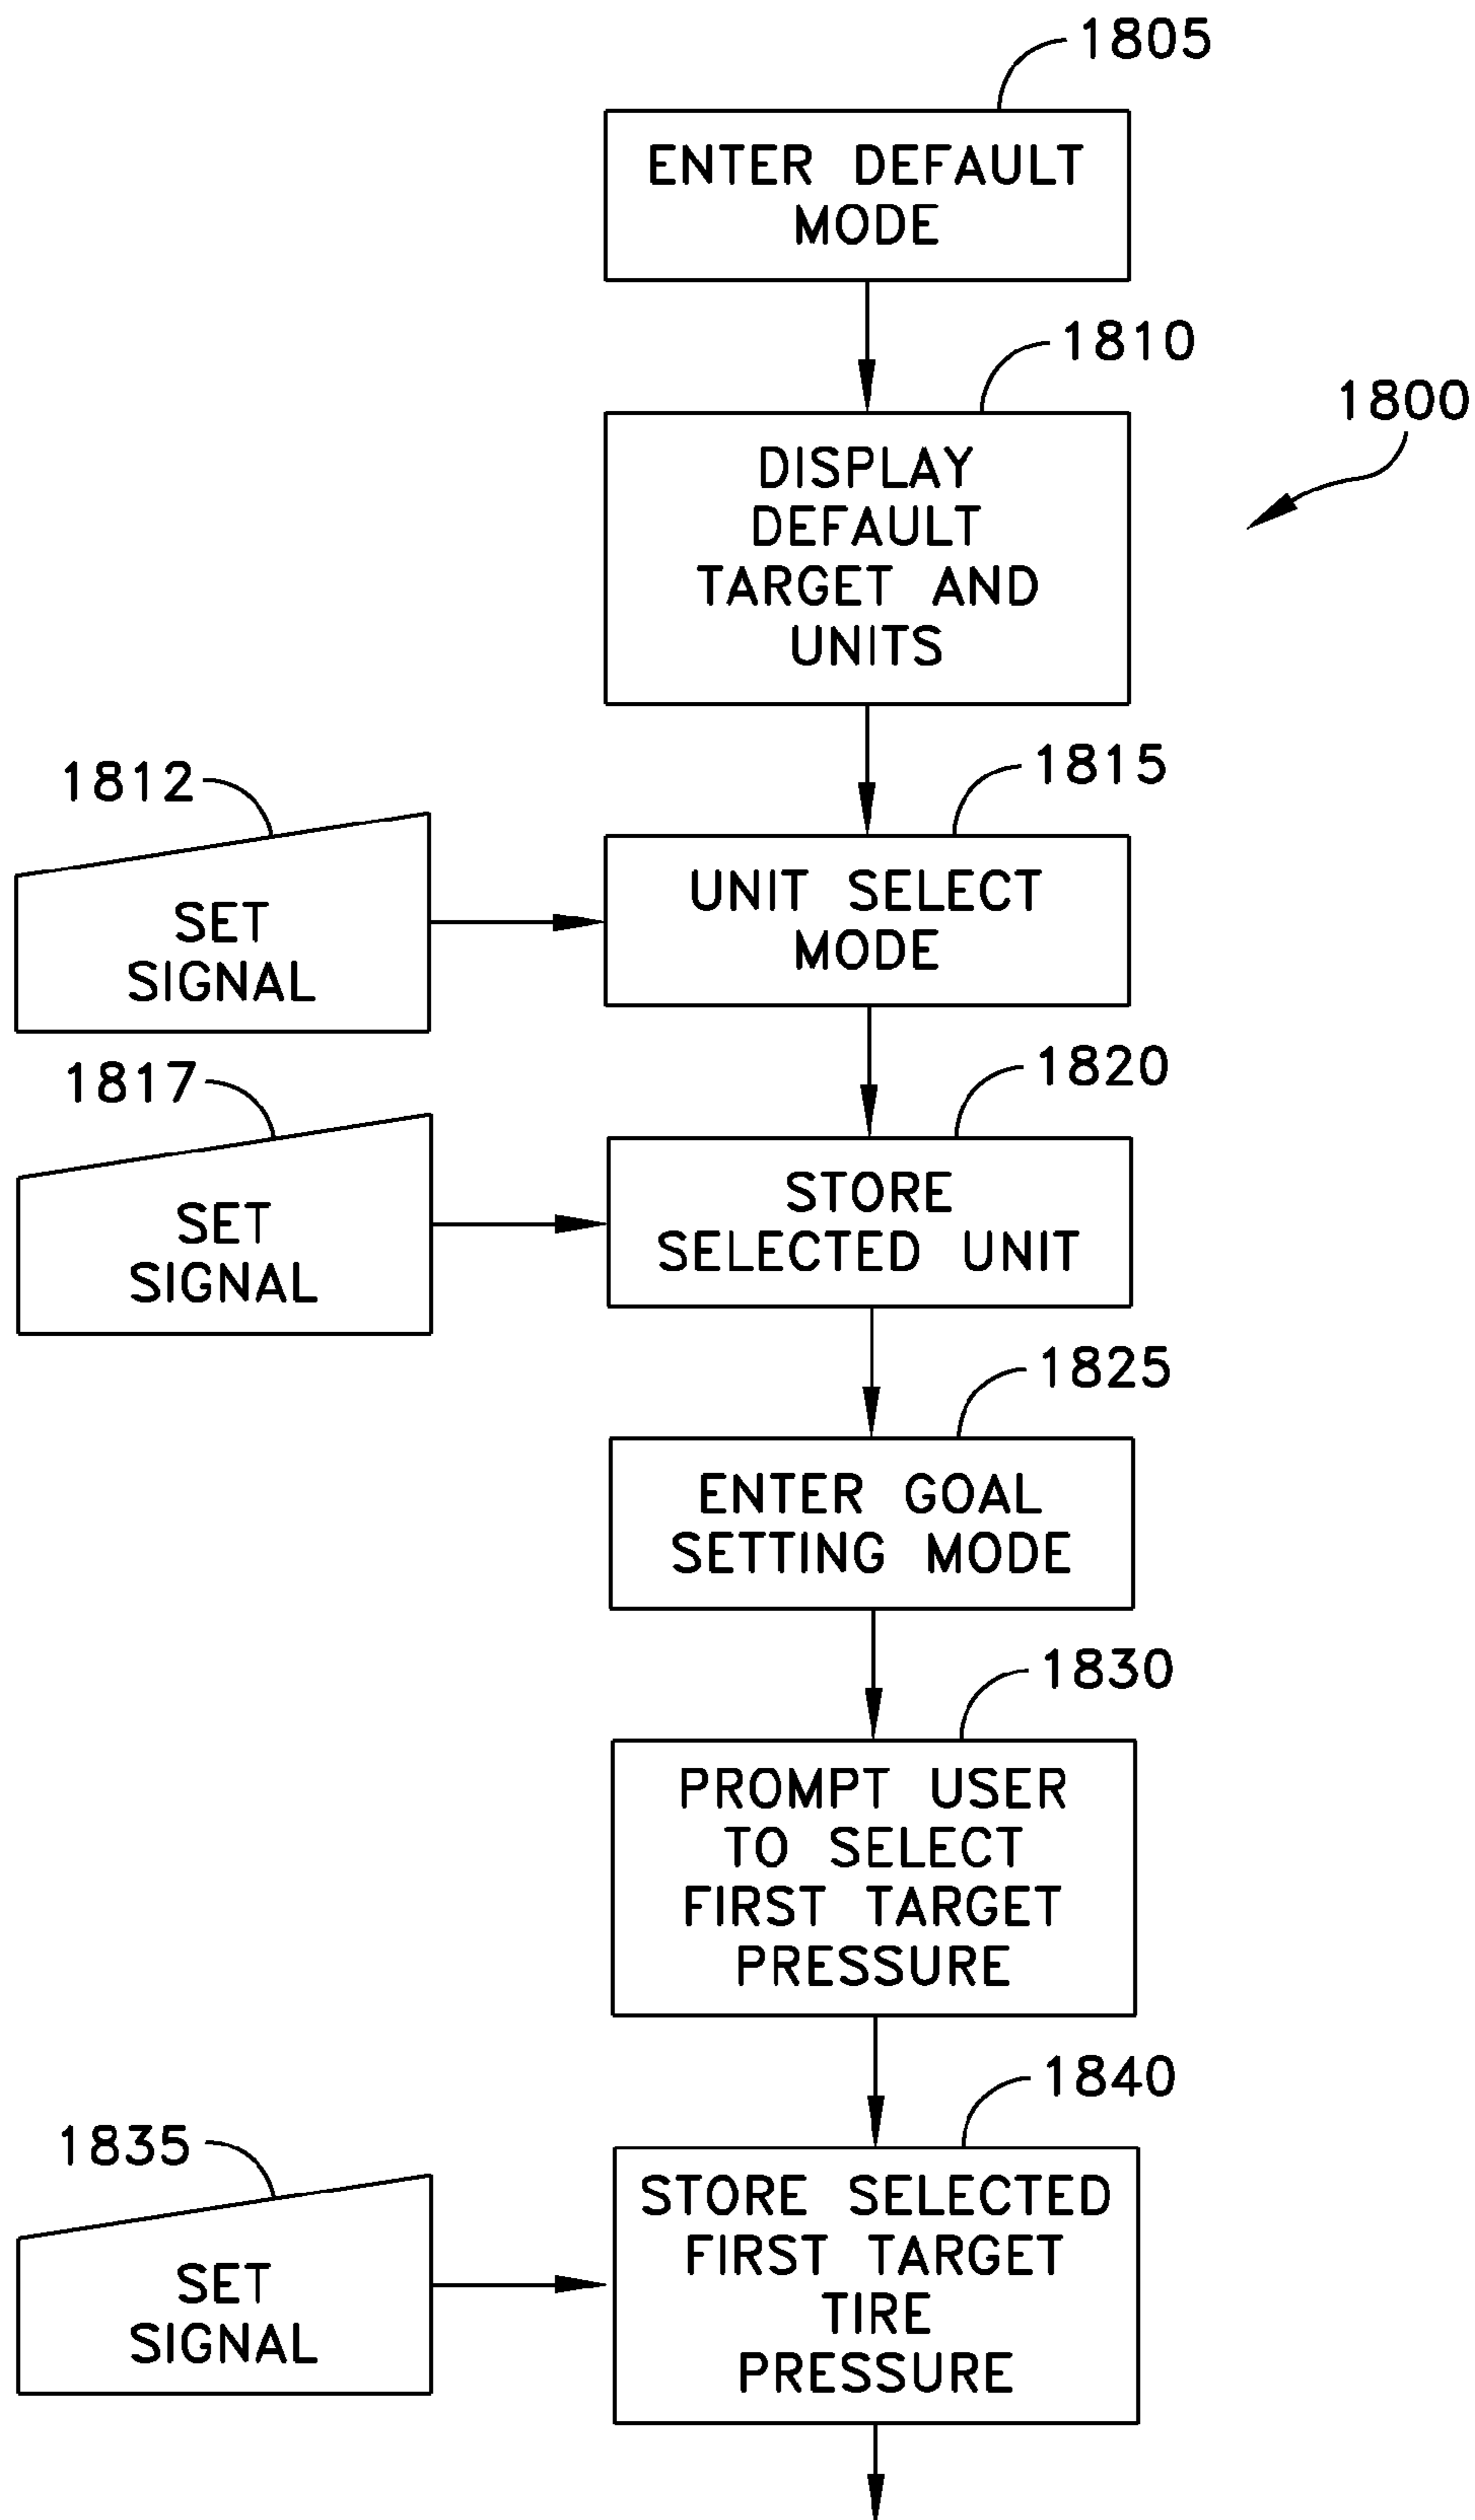 1805
ENTER DEFAULT
MODE
1810
1800
DISPLAY
DEFAULT
TARGET AND
UNITS
1812
1815
SET
SIGNAL
UNIT SELECT
MODE
1817
1820
SET
SIGNAL
STORE
SELECTED UNIT
1825
ENTER GOAL
SETTING MODE
1830
PROMPT USER
TO SELECT
FIRST TARGET
PRESSURE
1835
1840
SET
SIGNAL
STORE SELECTED
FIRST TARGET
TIRE
PRESSURE